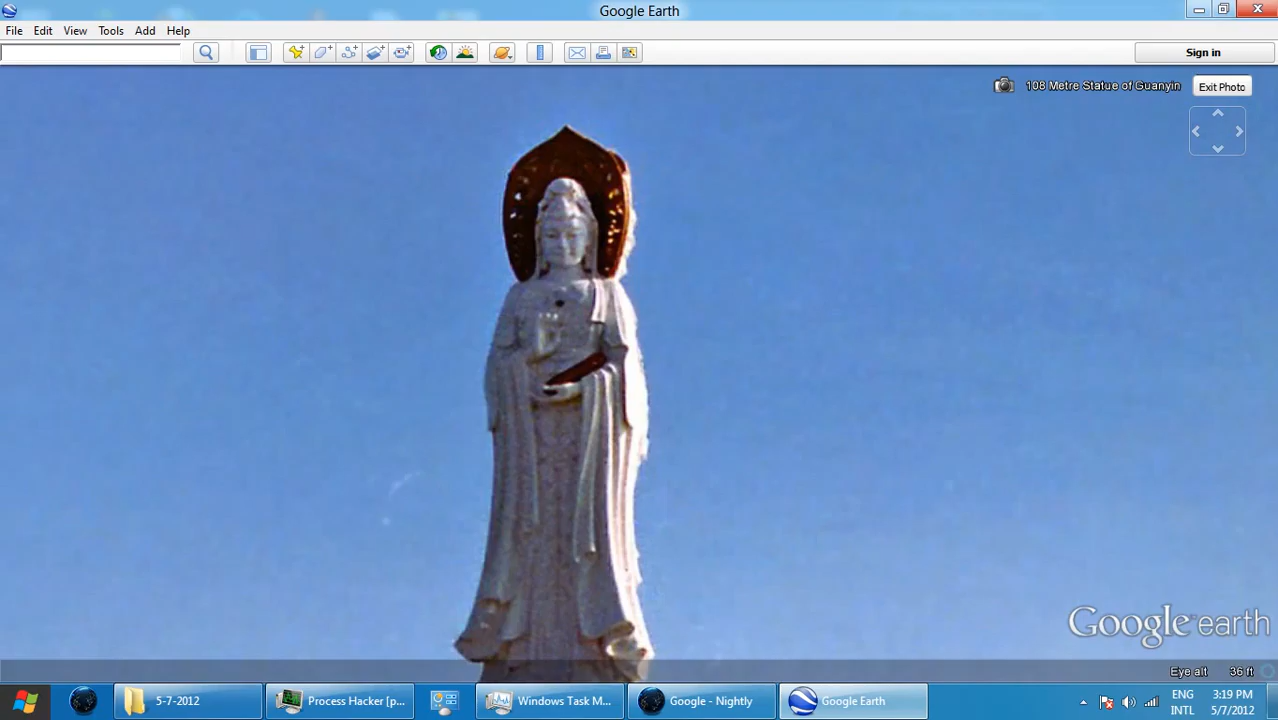 Google Earth
File Edit View Tools Add Help
Sign in
108 Metre Statue of Guanyin
Exit Photo
Google earth
Eye alt 36 ft
5-7-2012
Process Hacker [p...
Windows Task M...
Google - Nightly
Google Earth
ENG
INTL
3:19 PM
5/7/2012